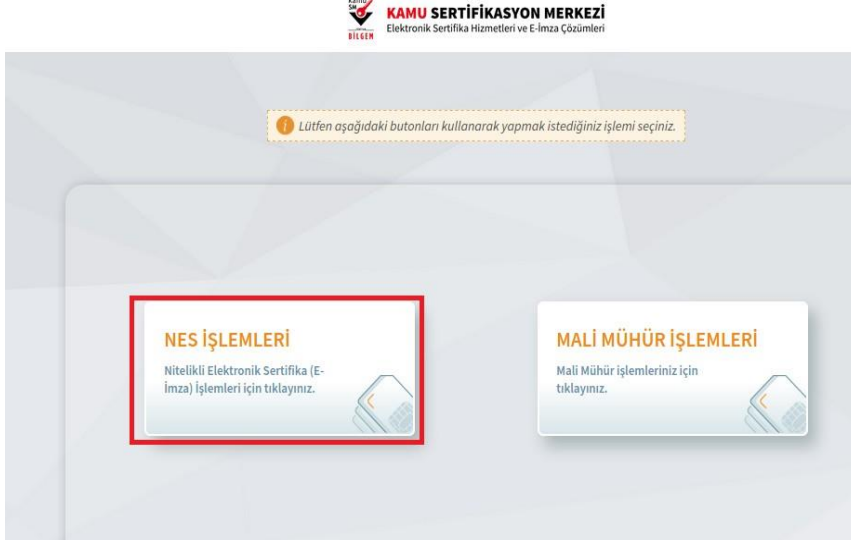 Kamu
SM
BİLGEM
KAMU SERTİFİKASYON MERKEZİ
Elektronik Sertifika Hizmetleri ve E-İmza Çözümleri
i Lütfen aşağıdaki butonları kullanarak yapmak istediğiniz işlemi seçiniz.
NES İŞLEMLERİ
Nitelikli Elektronik Sertifika (E-
İmza) İşlemleri için tıklayınız.
MALİ MÜHÜR İŞLEMLERİ
Mali Mühür işlemleriniz için
tıklayınız.